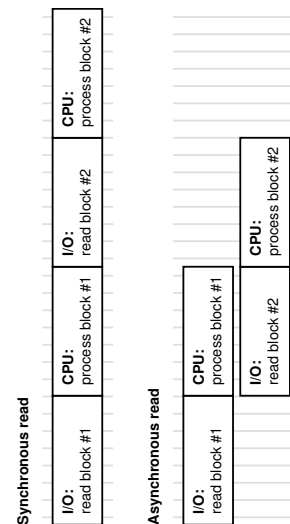 Synchronous read
I/O:
read block #1
CPU:
process block #1
I/O:
read block #2
CPU:
process block #2
Asynchronous read
I/O:
read block #1
CPU:
process block #1
I/O:
read block #2
CPU:
process block #2